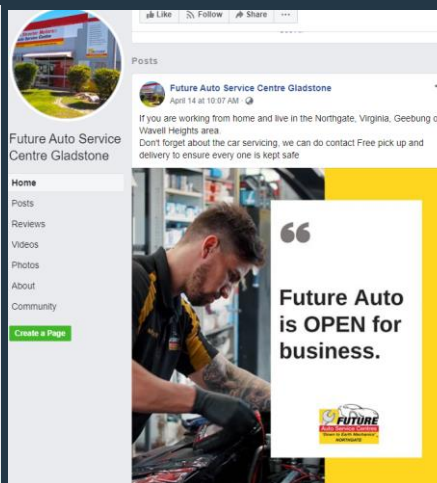 Like Follow Share ...
Posts
Future Auto Service Centre Gladstone
April 14 at 10:07 AM
If you are working from home and live in the Northgate, Virginia, Geebung
Wavell Heights area.
Don't forget about the car servicing, we can do contact Free pick up and
delivery to ensure every one is kept safe
Future Auto Service
Centre Gladstone
Home
Posts
Reviews
Videos
Photos
About
Community
Create a Page
“
Future Auto
is OPEN for
business.
FUTURE
Auto Service Centres
"Down to Earth Mechanics"
NORTHGATE